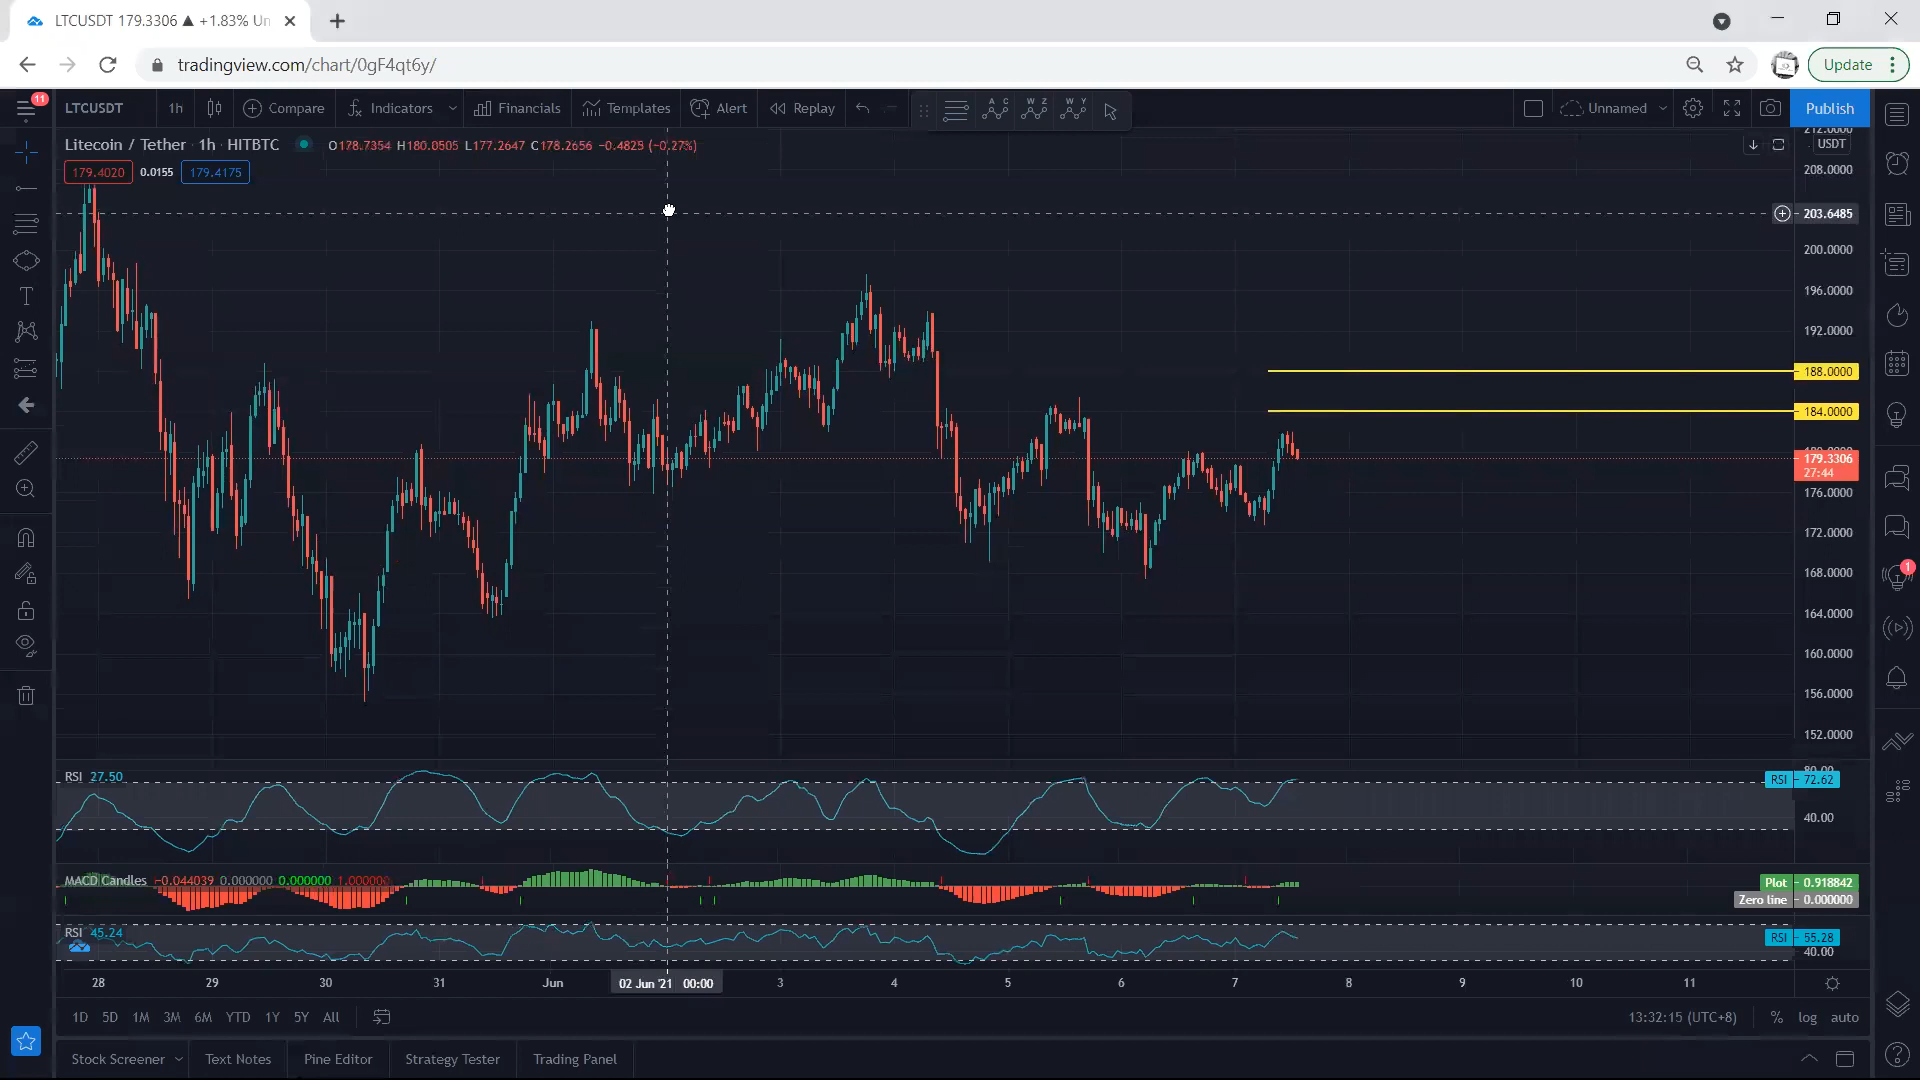 LTCUSDT 179.3306 ▲ +1.83% Un
tradingview.com/chart/0gF4qt6y/
Update
11
LTCUSDT 1h Compare Indicators Financials Templates Alert Replay Unnamed Publish
A C W Z W Y
Litecoin / Tether · 1h · HITBTC O178.7354 H180.0505 L177.2647 C178.2656 −0.4825 (−0.27%)
USDT
179.4020 0.0155 179.4175
212.0000
208.0000
203.6485
200.0000
196.0000
192.0000
188.0000
184.0000
180.0000
179.3306
27:44
176.0000
172.0000
168.0000
164.0000
160.0000
156.0000
152.0000
1
RSI 27.50
80.00
RSI 72.62
40.00
MACD Candles −0.044039 0.000000 0.000000 1.000000
Plot 0.918842
Zero line 0.000000
RSI 45.24
RSI 55.28
40.00
28 29 30 31 Jun 02 Jun '21 00:00 3 4 5 6 7 8 9 10 11
1D 5D 1M 3M 6M YTD 1Y 5Y All 13:32:15 (UTC+8) % log auto
Stock Screener Text Notes Pine Editor Strategy Tester Trading Panel